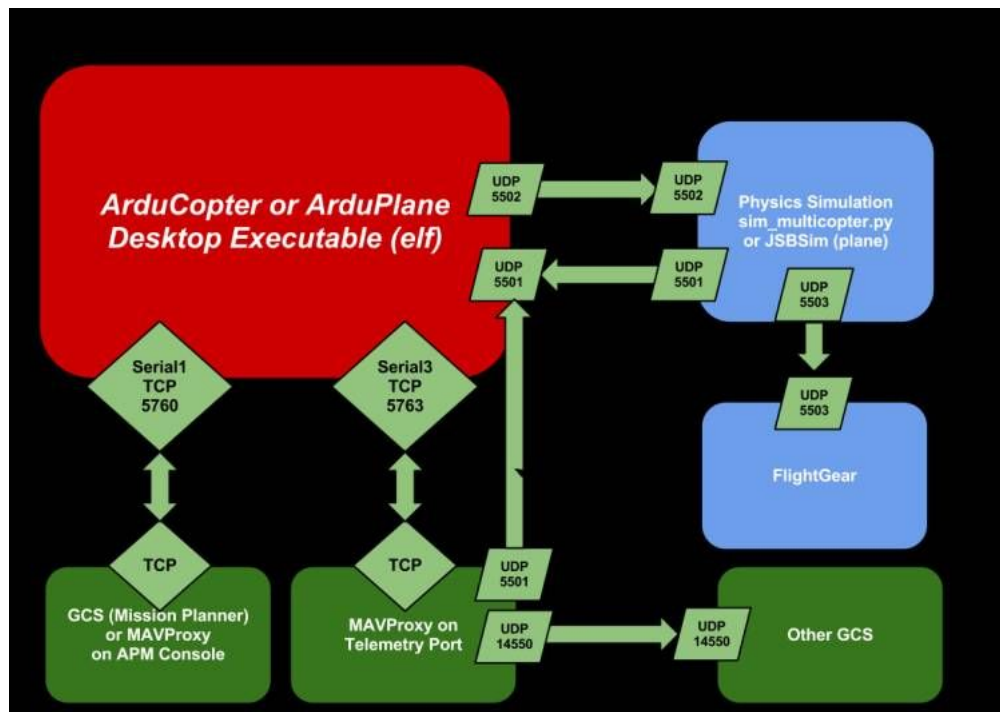 ArduCopter or ArduPlane
Desktop Executable (elf)
UDP
5502
UDP
5502
Physics Simulation
sim_multicopter.py
or JSBSim (plane)
UDP
5501
UDP
5501
UDP
5503
Serial1
TCP
5760
Serial3
TCP
5763
UDP
5503
FlightGear
TCP
TCP
UDP
5501
GCS (Mission Planner)
or MAVProxy
on APM Console
MAVProxy on
Telemetry Port
UDP
14550
UDP
14550
Other GCS